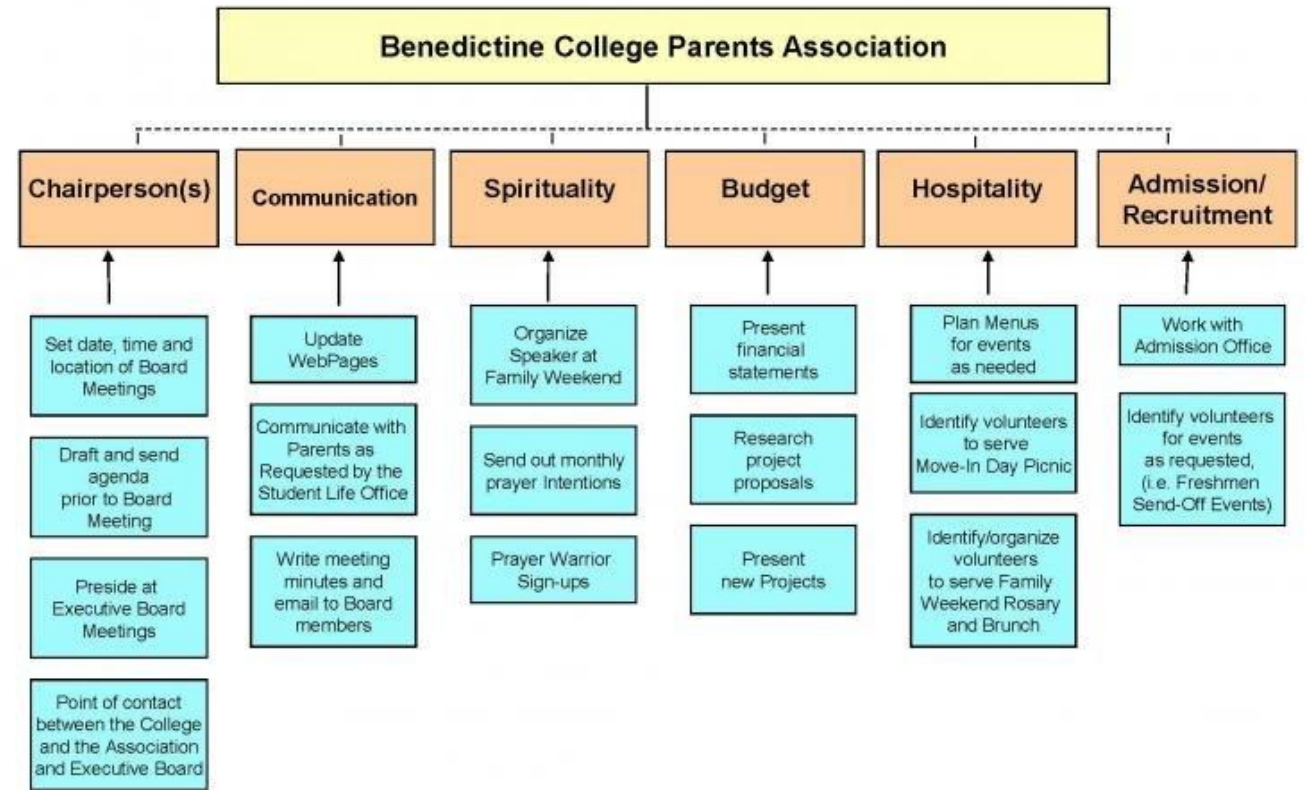 Benedictine College Parents Association
Chairperson(s)
Set date, time and
location of Board
Meetings
Draft and send
agenda
prior to Board
Meeting
Preside at
Executive Board
Meetings
Point of contact
between the College
and the Association
and Executive Board
Communication
Update
WebPages
Communicate with
Parents as
Requested by the
Student Life Office
Write meeting
minutes and
email to Board
members
Spirituality
Organize
Speaker at
Family Weekend
Send out monthly
prayer Intentions
Prayer Warrior
Sign-ups
Budget
Present
financial
statements
Research
project
proposals
Present
new Projects
Hospitality
Plan Menus
for events
as needed
Identify volunteers
to serve
Move-In Day Picnic
Identify/organize
volunteers
to serve Family
Weekend Rosary
and Brunch
Admission/
Recruitment
Work with
Admission Office
Identify volunteers
for events
as requested,
(i.e. Freshmen
Send-Off Events)